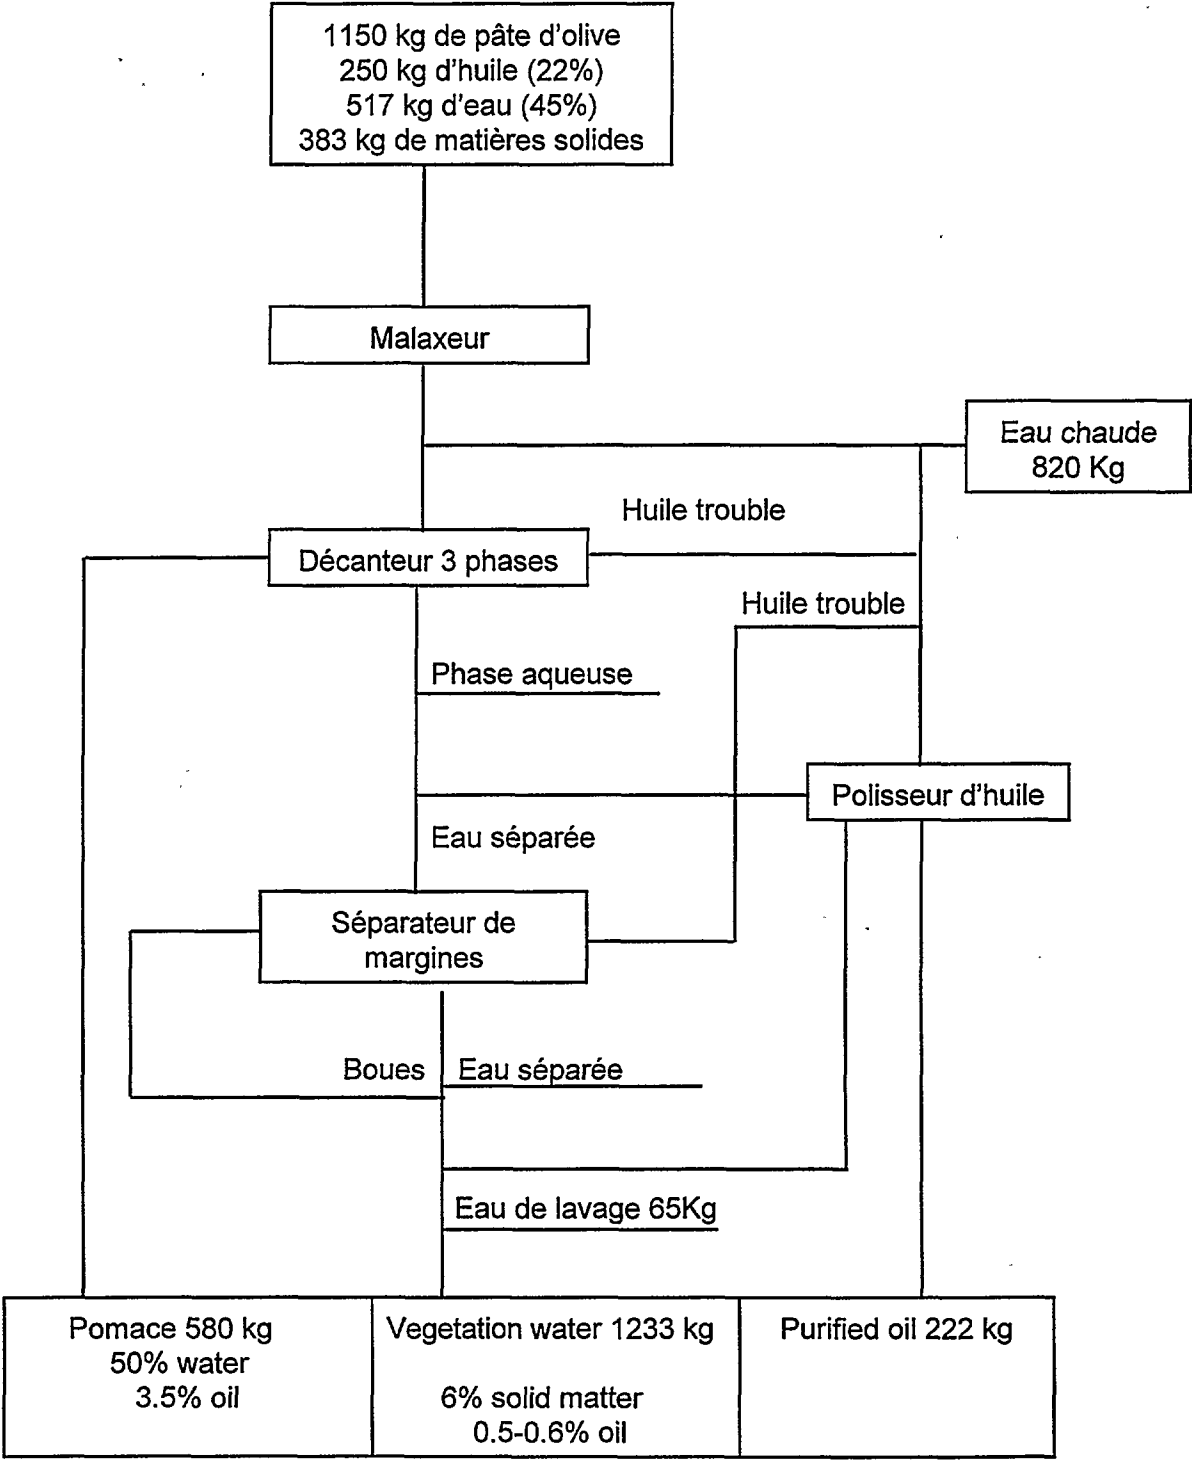 1150 kg de pâte d'olive
250 kg d'huile (22%)
517 kg d'eau (45%)
383 kg de matières solides
Malaxeur
Eau chaude
820 Kg
Huile trouble
Décanteur 3 phases
Huile trouble
Phase aqueuse
Polisseur d'huile
Eau séparée
Séparateur de
margines
Boues
Eau séparée
Eau de lavage 65Kg
Pomace 580 kg
50% water
3.5% oil
Vegetation water 1233 kg
6% solid matter
0.5-0.6% oil
Purified oil 222 kg